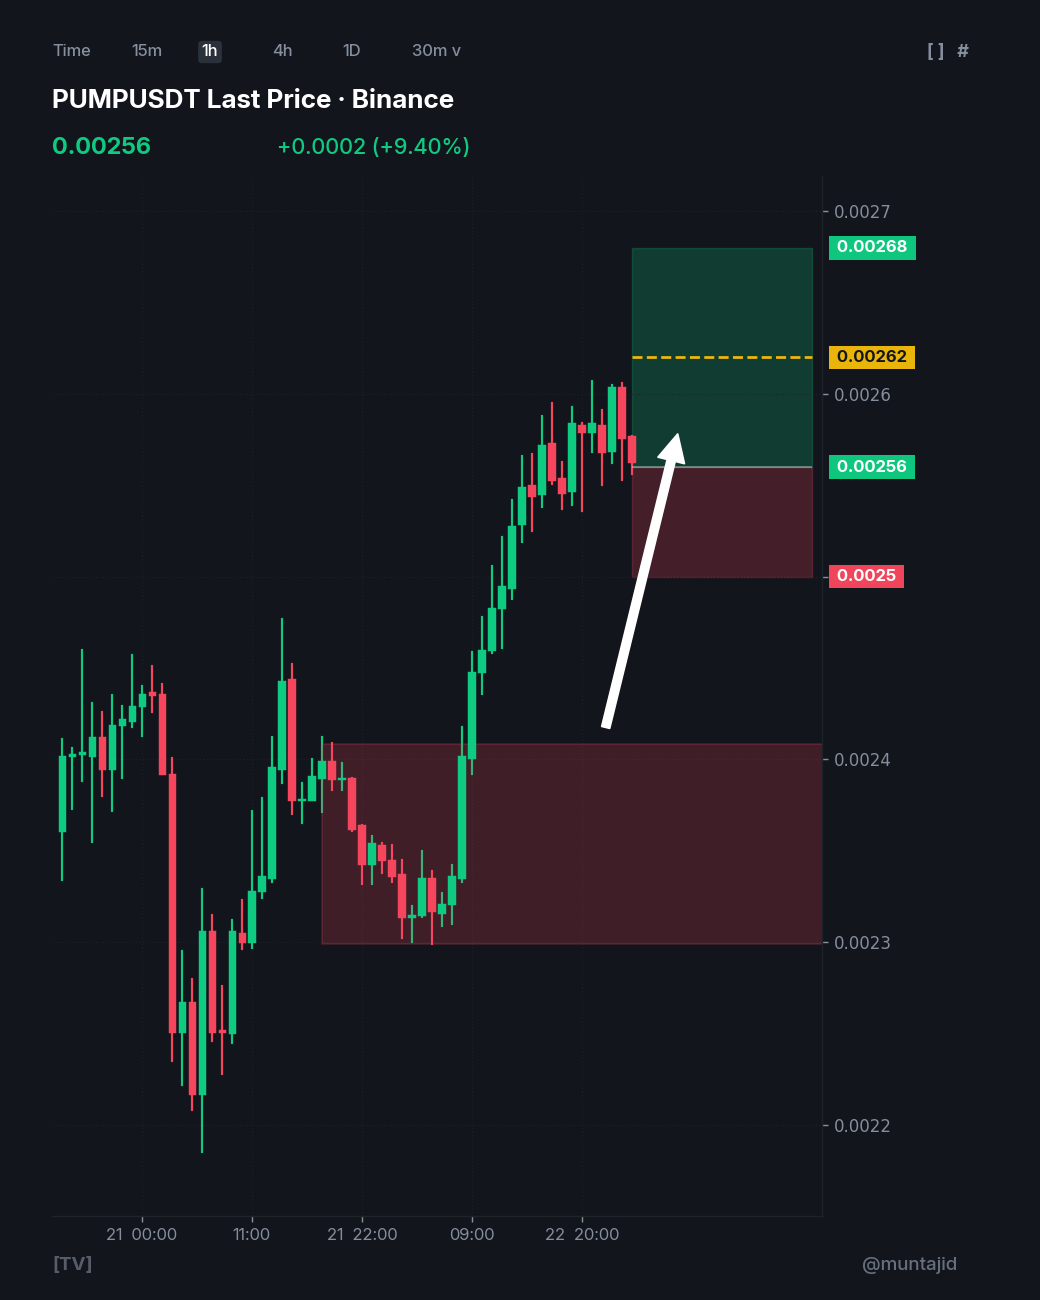 Time 15m 1h 4h 1D 30m v [ ] #
PUMPUSDT Last Price · Binance
0.00256 +0.0002 (+9.40%)
0.0027
0.00268
0.00262
0.0026
0.00256
0.0025
0.0024
0.0023
0.0022
21 00:00 11:00 21 22:00 09:00 22 20:00
[TV] @muntajid